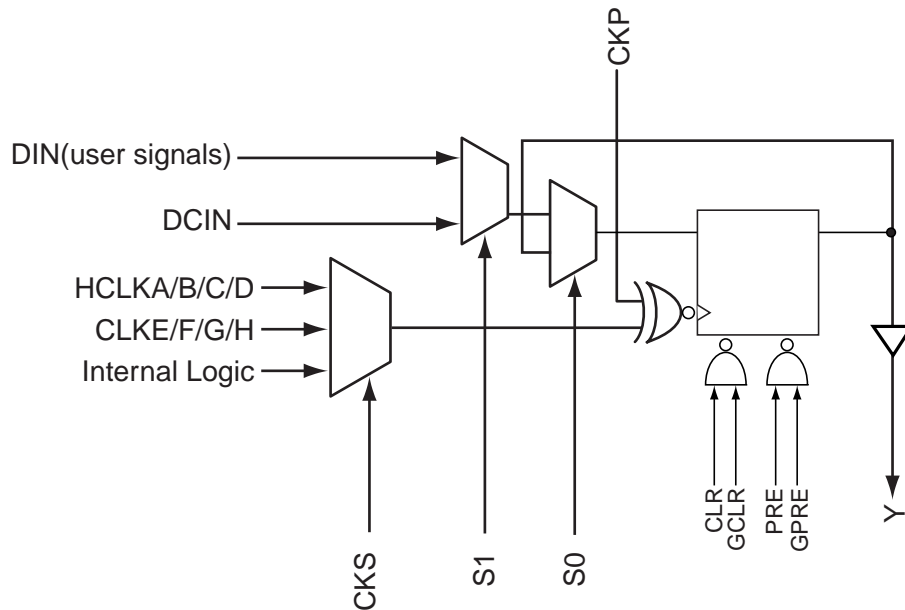 CKP
DIN(user signals)
DCIN
HCLKA/B/C/D
CLKE/F/G/H
Internal Logic
CKS
S1
S0
CLR
GCLR
PRE
GPRE
Y